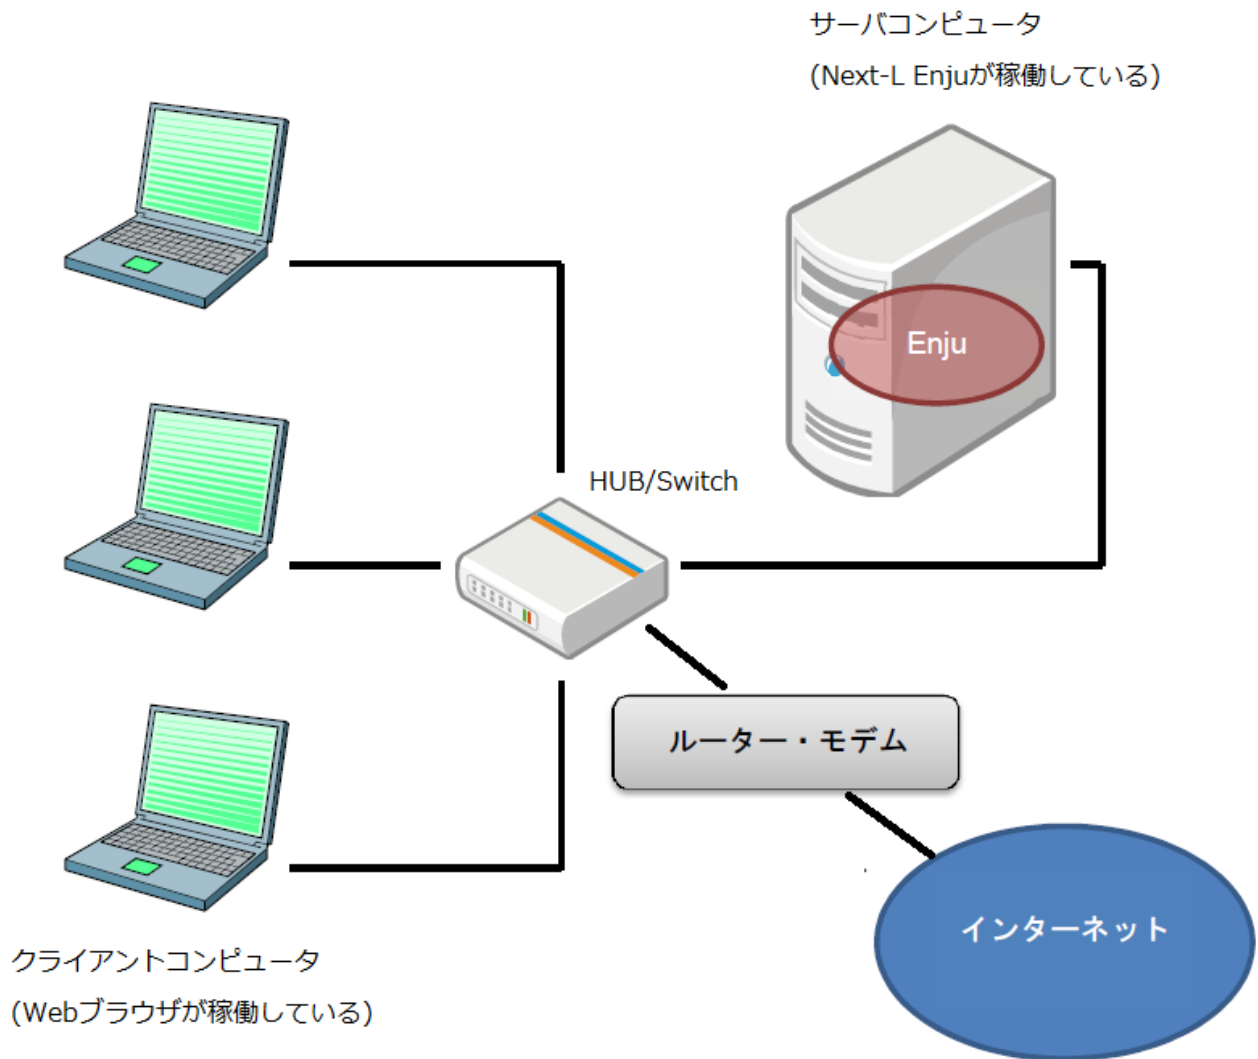 サーバコンピュータ
(Next-L Enjuが稼働している)
Enju
HUB/Switch
ルーター・モデム
インターネット
クライアントコンピュータ
(Webブラウザが稼働している)